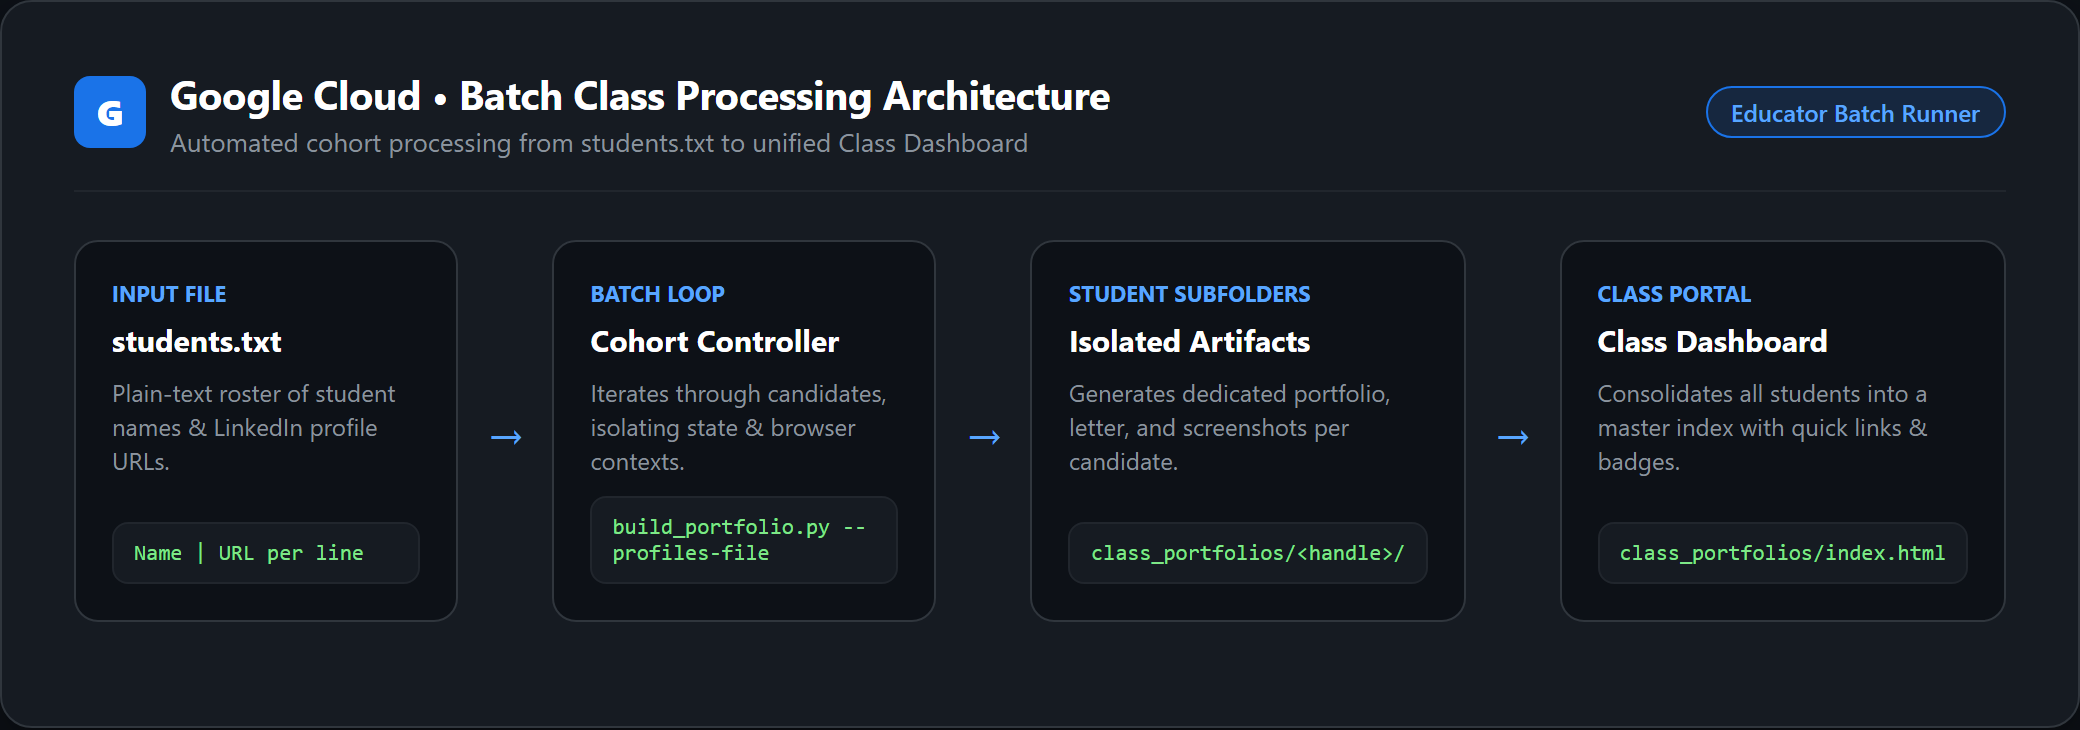 G
Google Cloud • Batch Class Processing Architecture
Automated cohort processing from students.txt to unified Class Dashboard
Educator Batch Runner
INPUT FILE
students.txt
Plain-text roster of student
names & LinkedIn profile
URLs.
Name | URL per line
→
BATCH LOOP
Cohort Controller
Iterates through candidates,
isolating state & browser
contexts.
build_portfolio.py --
profiles-file
→
STUDENT SUBFOLDERS
Isolated Artifacts
Generates dedicated portfolio,
letter, and screenshots per
candidate.
class_portfolios/<handle>/
→
CLASS PORTAL
Class Dashboard
Consolidates all students into a
master index with quick links &
badges.
class_portfolios/index.html